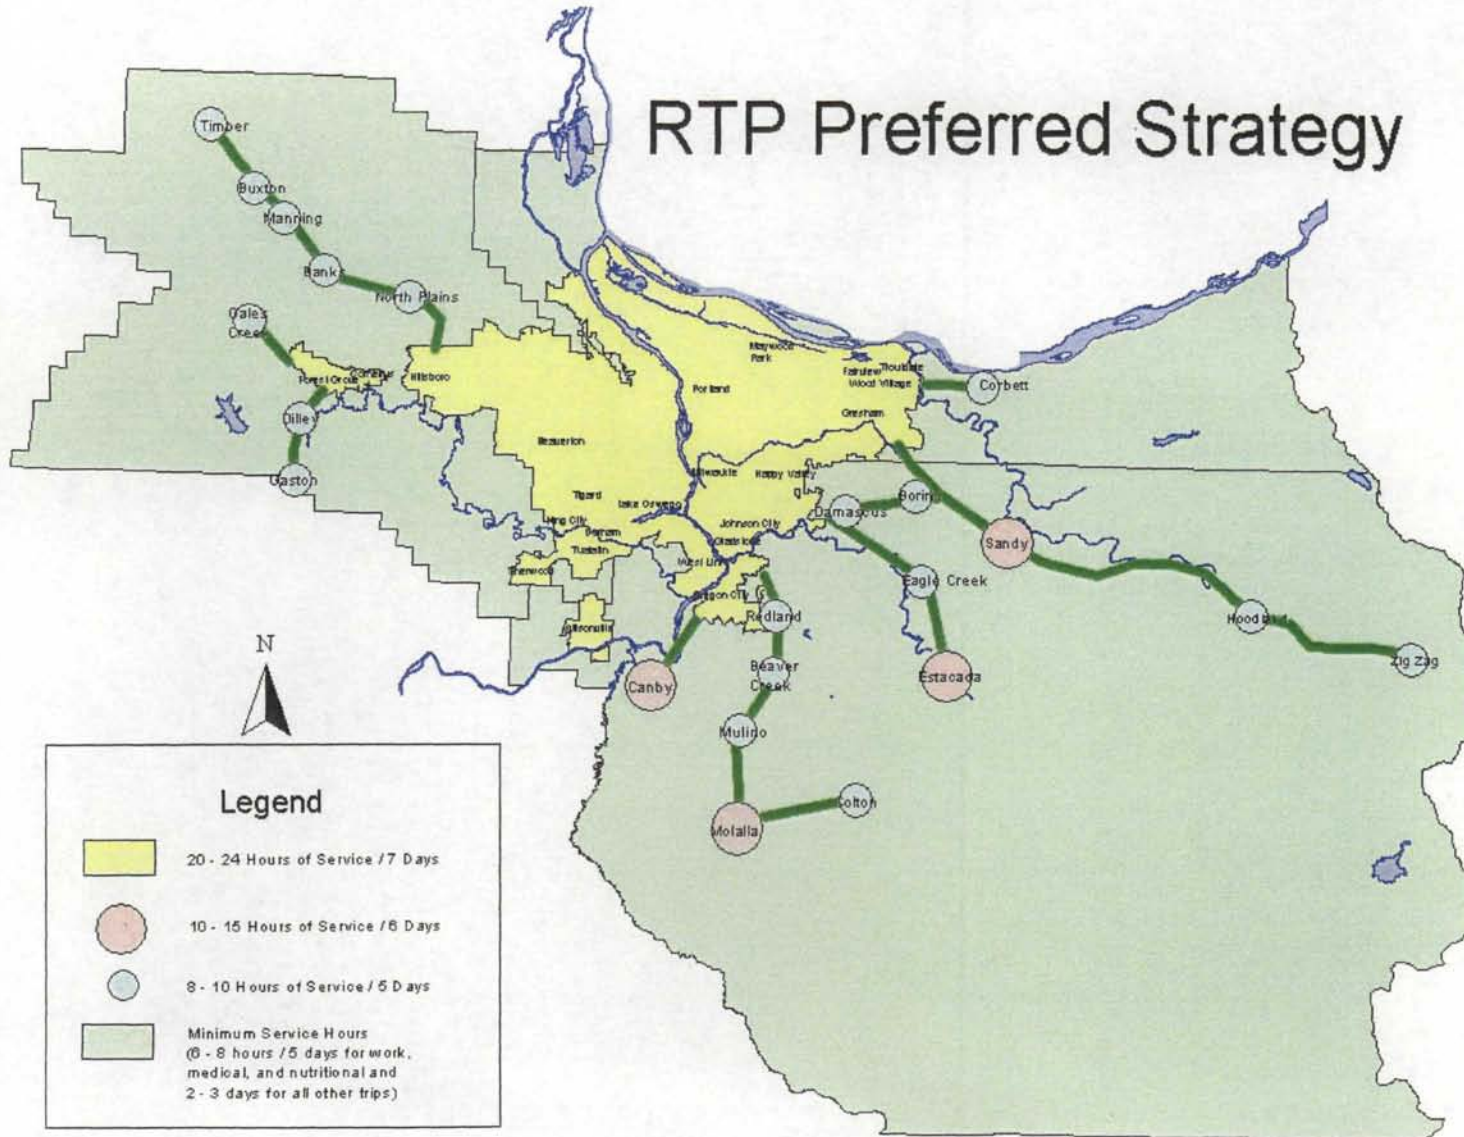 RTP Preferred Strategy
Timber
Buxton
Manning
Banks
North Plains
Gales
Creek
Forest Grove
Cornelius
Hillsboro
Dilley
Gaston
Maywood
Park
Portland
Fairview
Troutdale
Wood Village
Corbett
Gresham
Beaverton
Milwaukie
Happy Valley
Tigard
Lake Oswego
King City
Durham
Tualatin
Johnson City
Gladstone
Damascus
Boring
Sandy
Sherwood
West Linn
Eagle Creek
Oregon City
Redland
Hoodland
Wilsonville
Zig Zag
Canby
Beaver
Creek
Estacada
Mulino
Molalla
Colton
N
Legend
20 - 24 Hours of Service / 7 Days
10 - 15 Hours of Service / 6 Days
8 - 10 Hours of Service / 5 Days
Minimum Service Hours
(6 - 8 hours / 5 days for work,
medical, and nutritional and
2 - 3 days for all other trips)